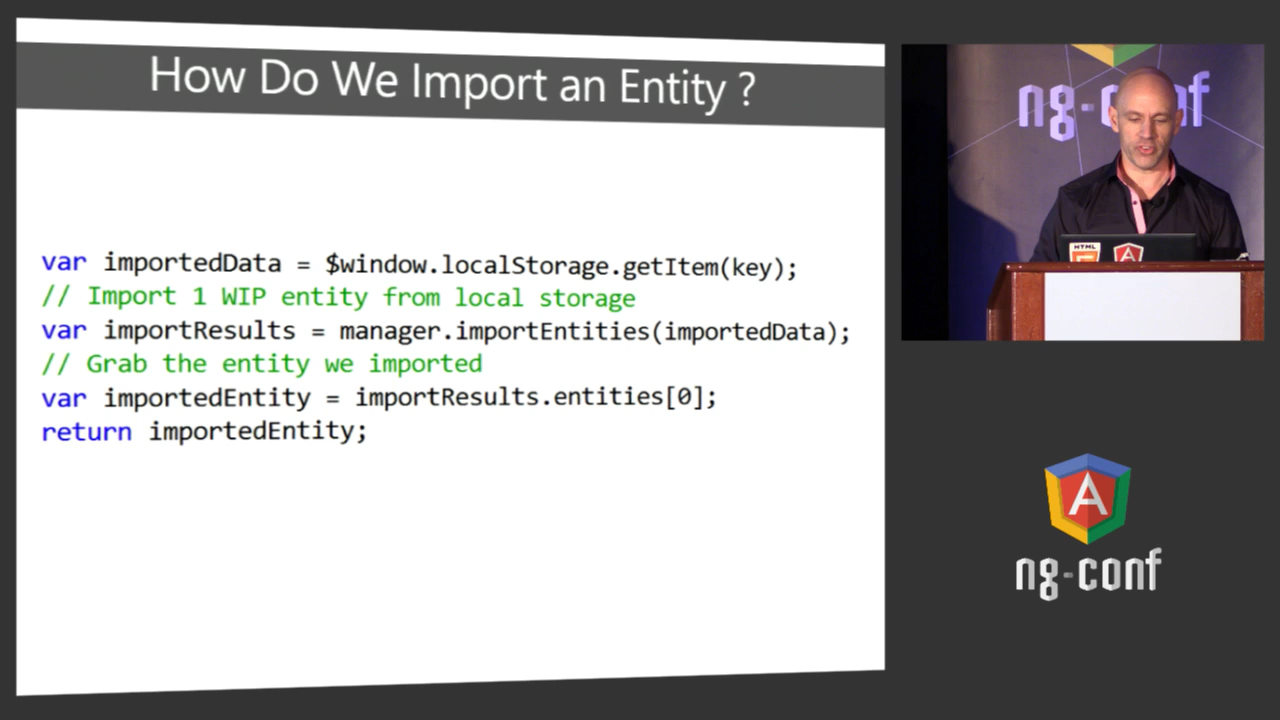 How Do We Import an Entity ?
var importedData = $window.localStorage.getItem(key);
// Import 1 WIP entity from local storage
var importResults = manager.importEntities(importedData);
// Grab the entity we imported
var importedEntity = importResults.entities[0];
return importedEntity;
ng-conf
HTML
A
A
ng-conf